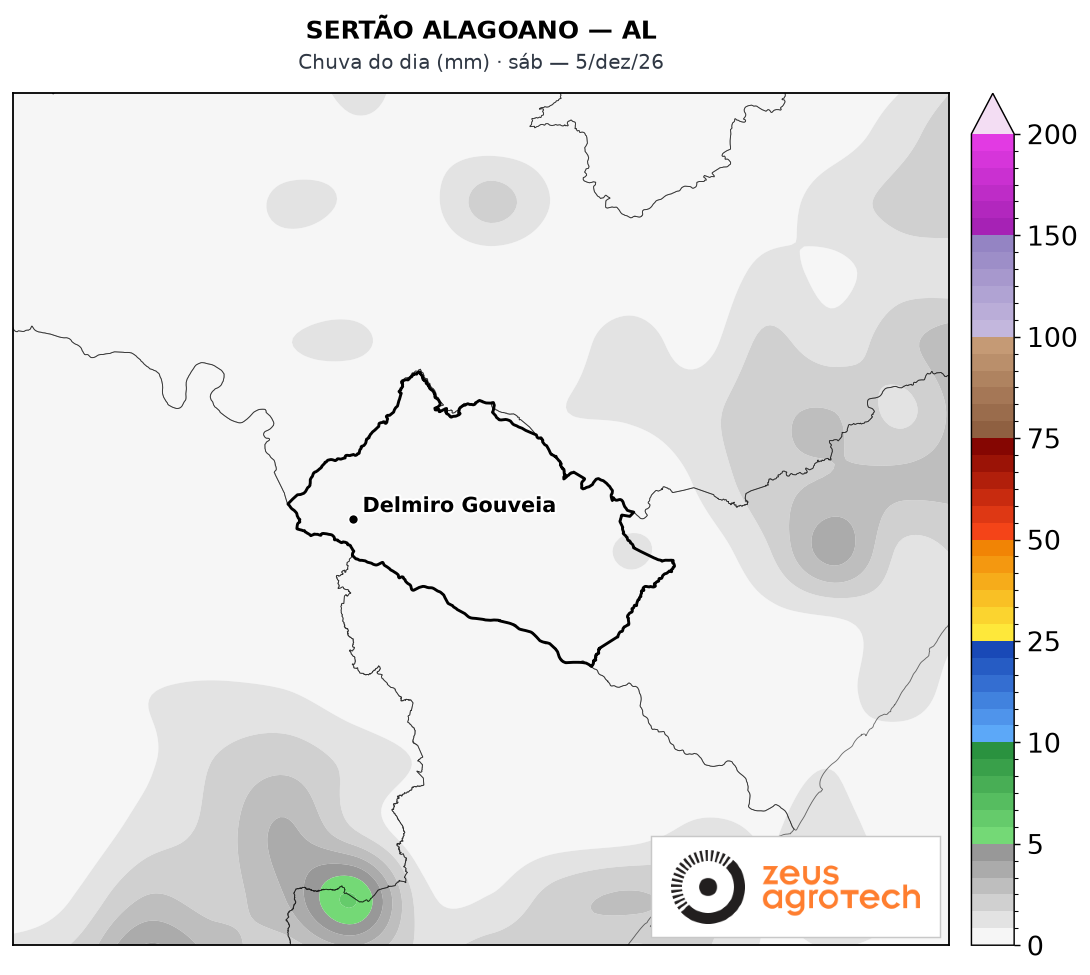 SERTÃO ALAGOANO — AL
Chuva do dia (mm) · sáb — 5/dez/26
200
150
100
75
50
25
10
5
0
Delmiro Gouveia
zeus
agrotech